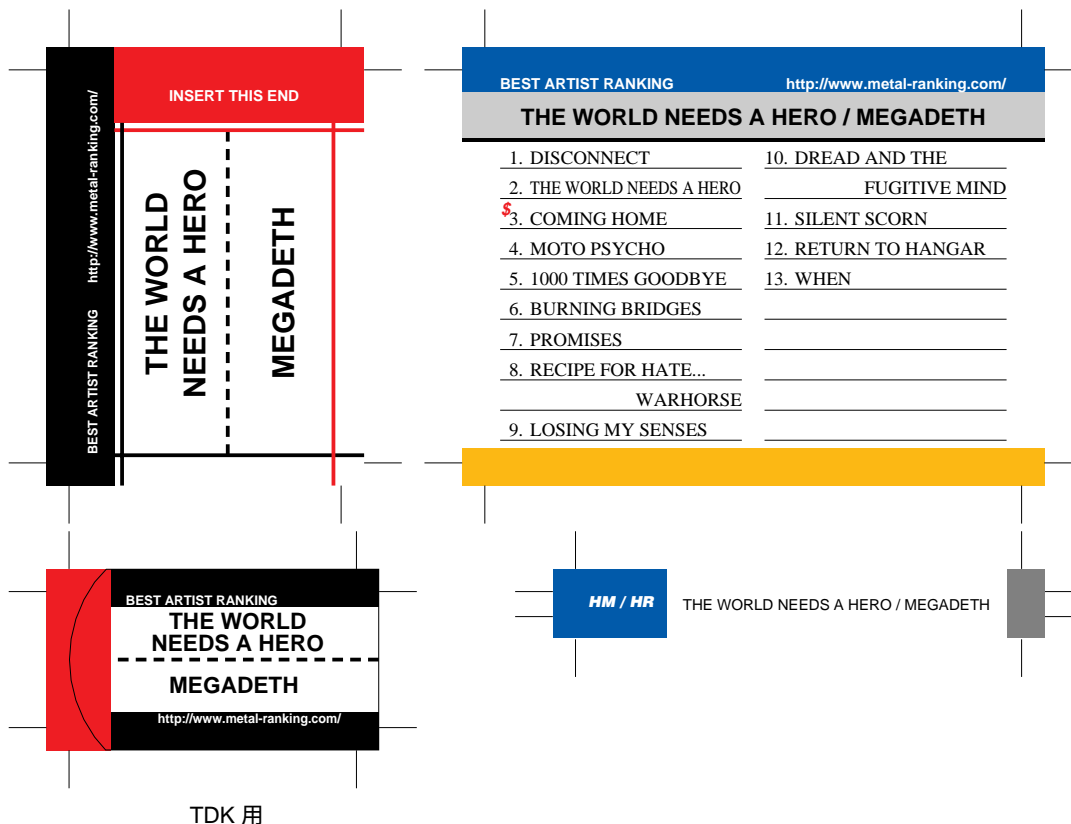 INSERT THIS END
BEST ARTIST RANKING http://www.metal-ranking.com/
THE WORLD
NEEDS A HERO
MEGADETH
BEST ARTIST RANKING http://www.metal-ranking.com/
THE WORLD NEEDS A HERO / MEGADETH
1. DISCONNECT
2. THE WORLD NEEDS A HERO
$
3. COMING HOME
4. MOTO PSYCHO
5. 1000 TIMES GOODBYE
6. BURNING BRIDGES
7. PROMISES
8. RECIPE FOR HATE...
WARHORSE
9. LOSING MY SENSES
10. DREAD AND THE
FUGITIVE MIND
11. SILENT SCORN
12. RETURN TO HANGAR
13. WHEN
BEST ARTIST RANKING
THE WORLD
NEEDS A HERO
MEGADETH
http://www.metal-ranking.com/
HM / HR
THE WORLD NEEDS A HERO / MEGADETH
TDK 用